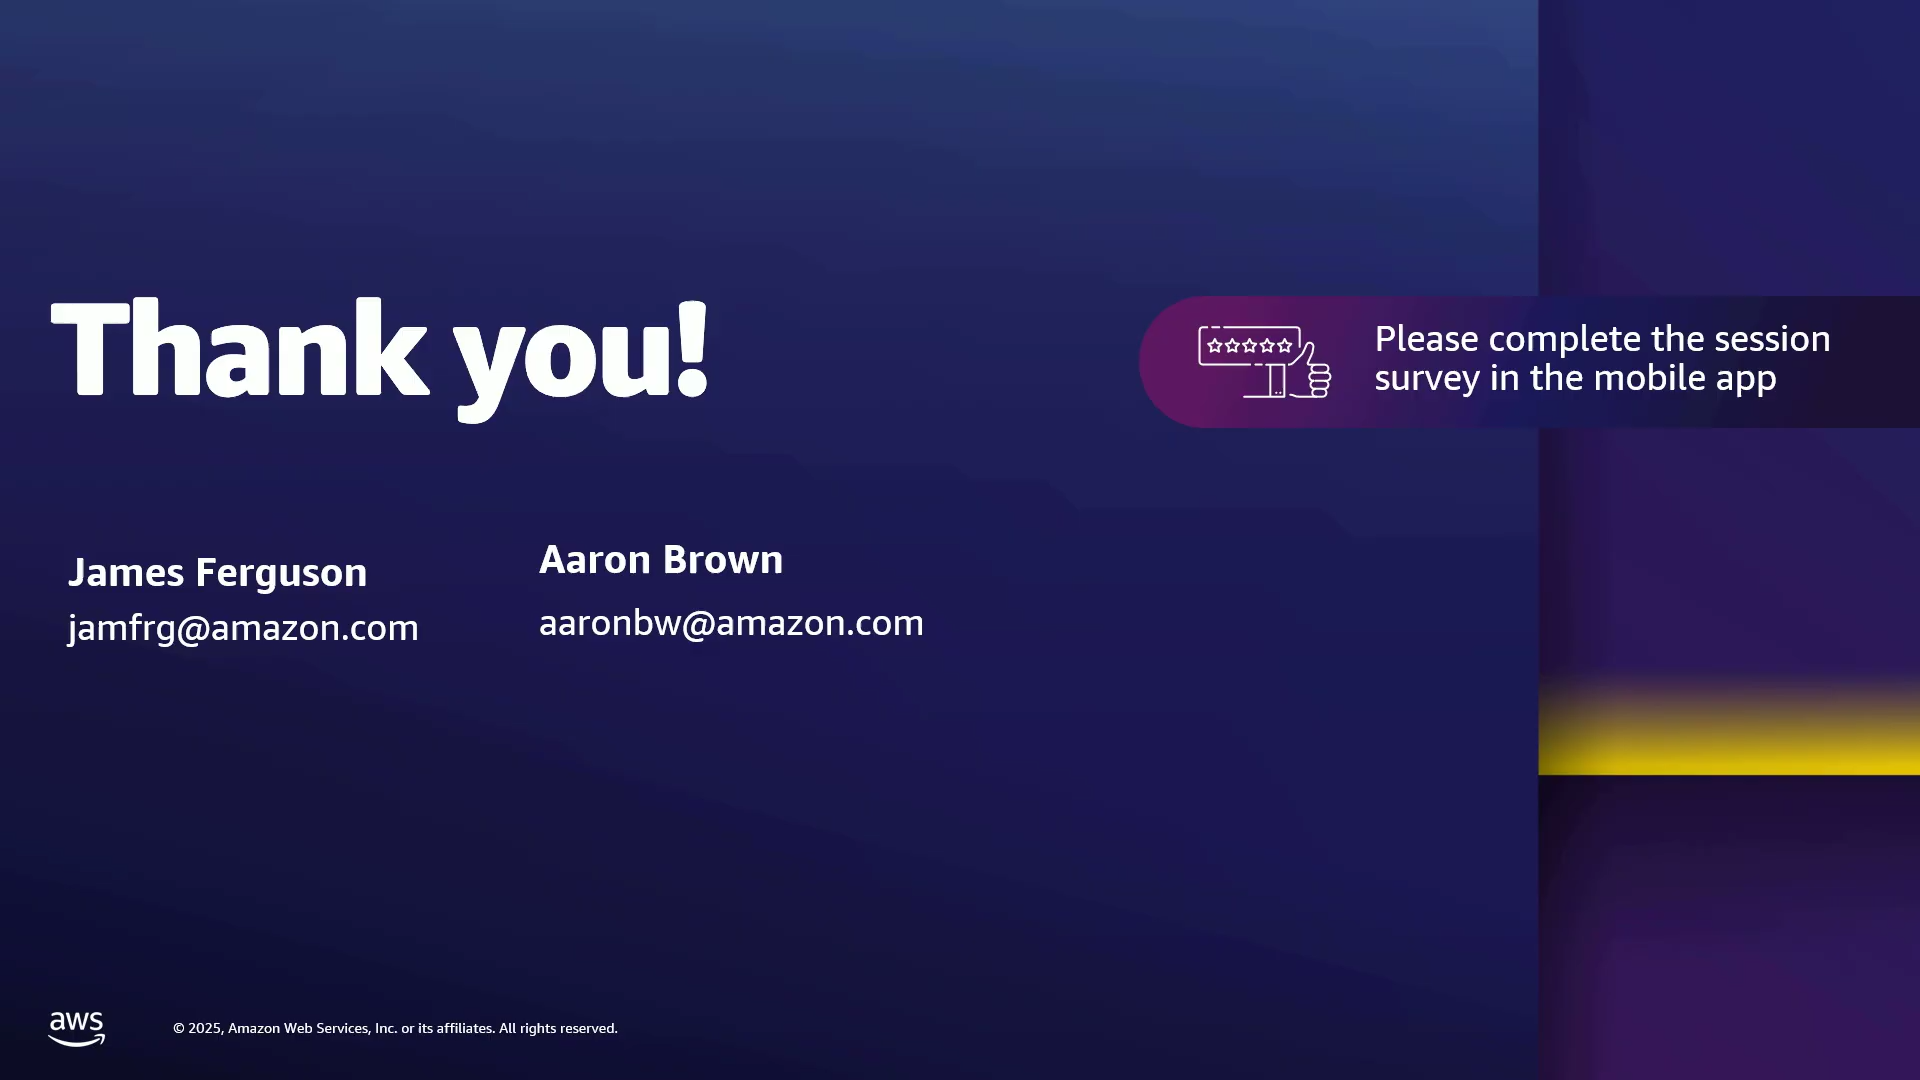 Thank you!
Please complete the session
survey in the mobile app
James Ferguson
jamfrg@amazon.com
Aaron Brown
aaronbw@amazon.com
aws
© 2025, Amazon Web Services, Inc. or its affiliates. All rights reserved.